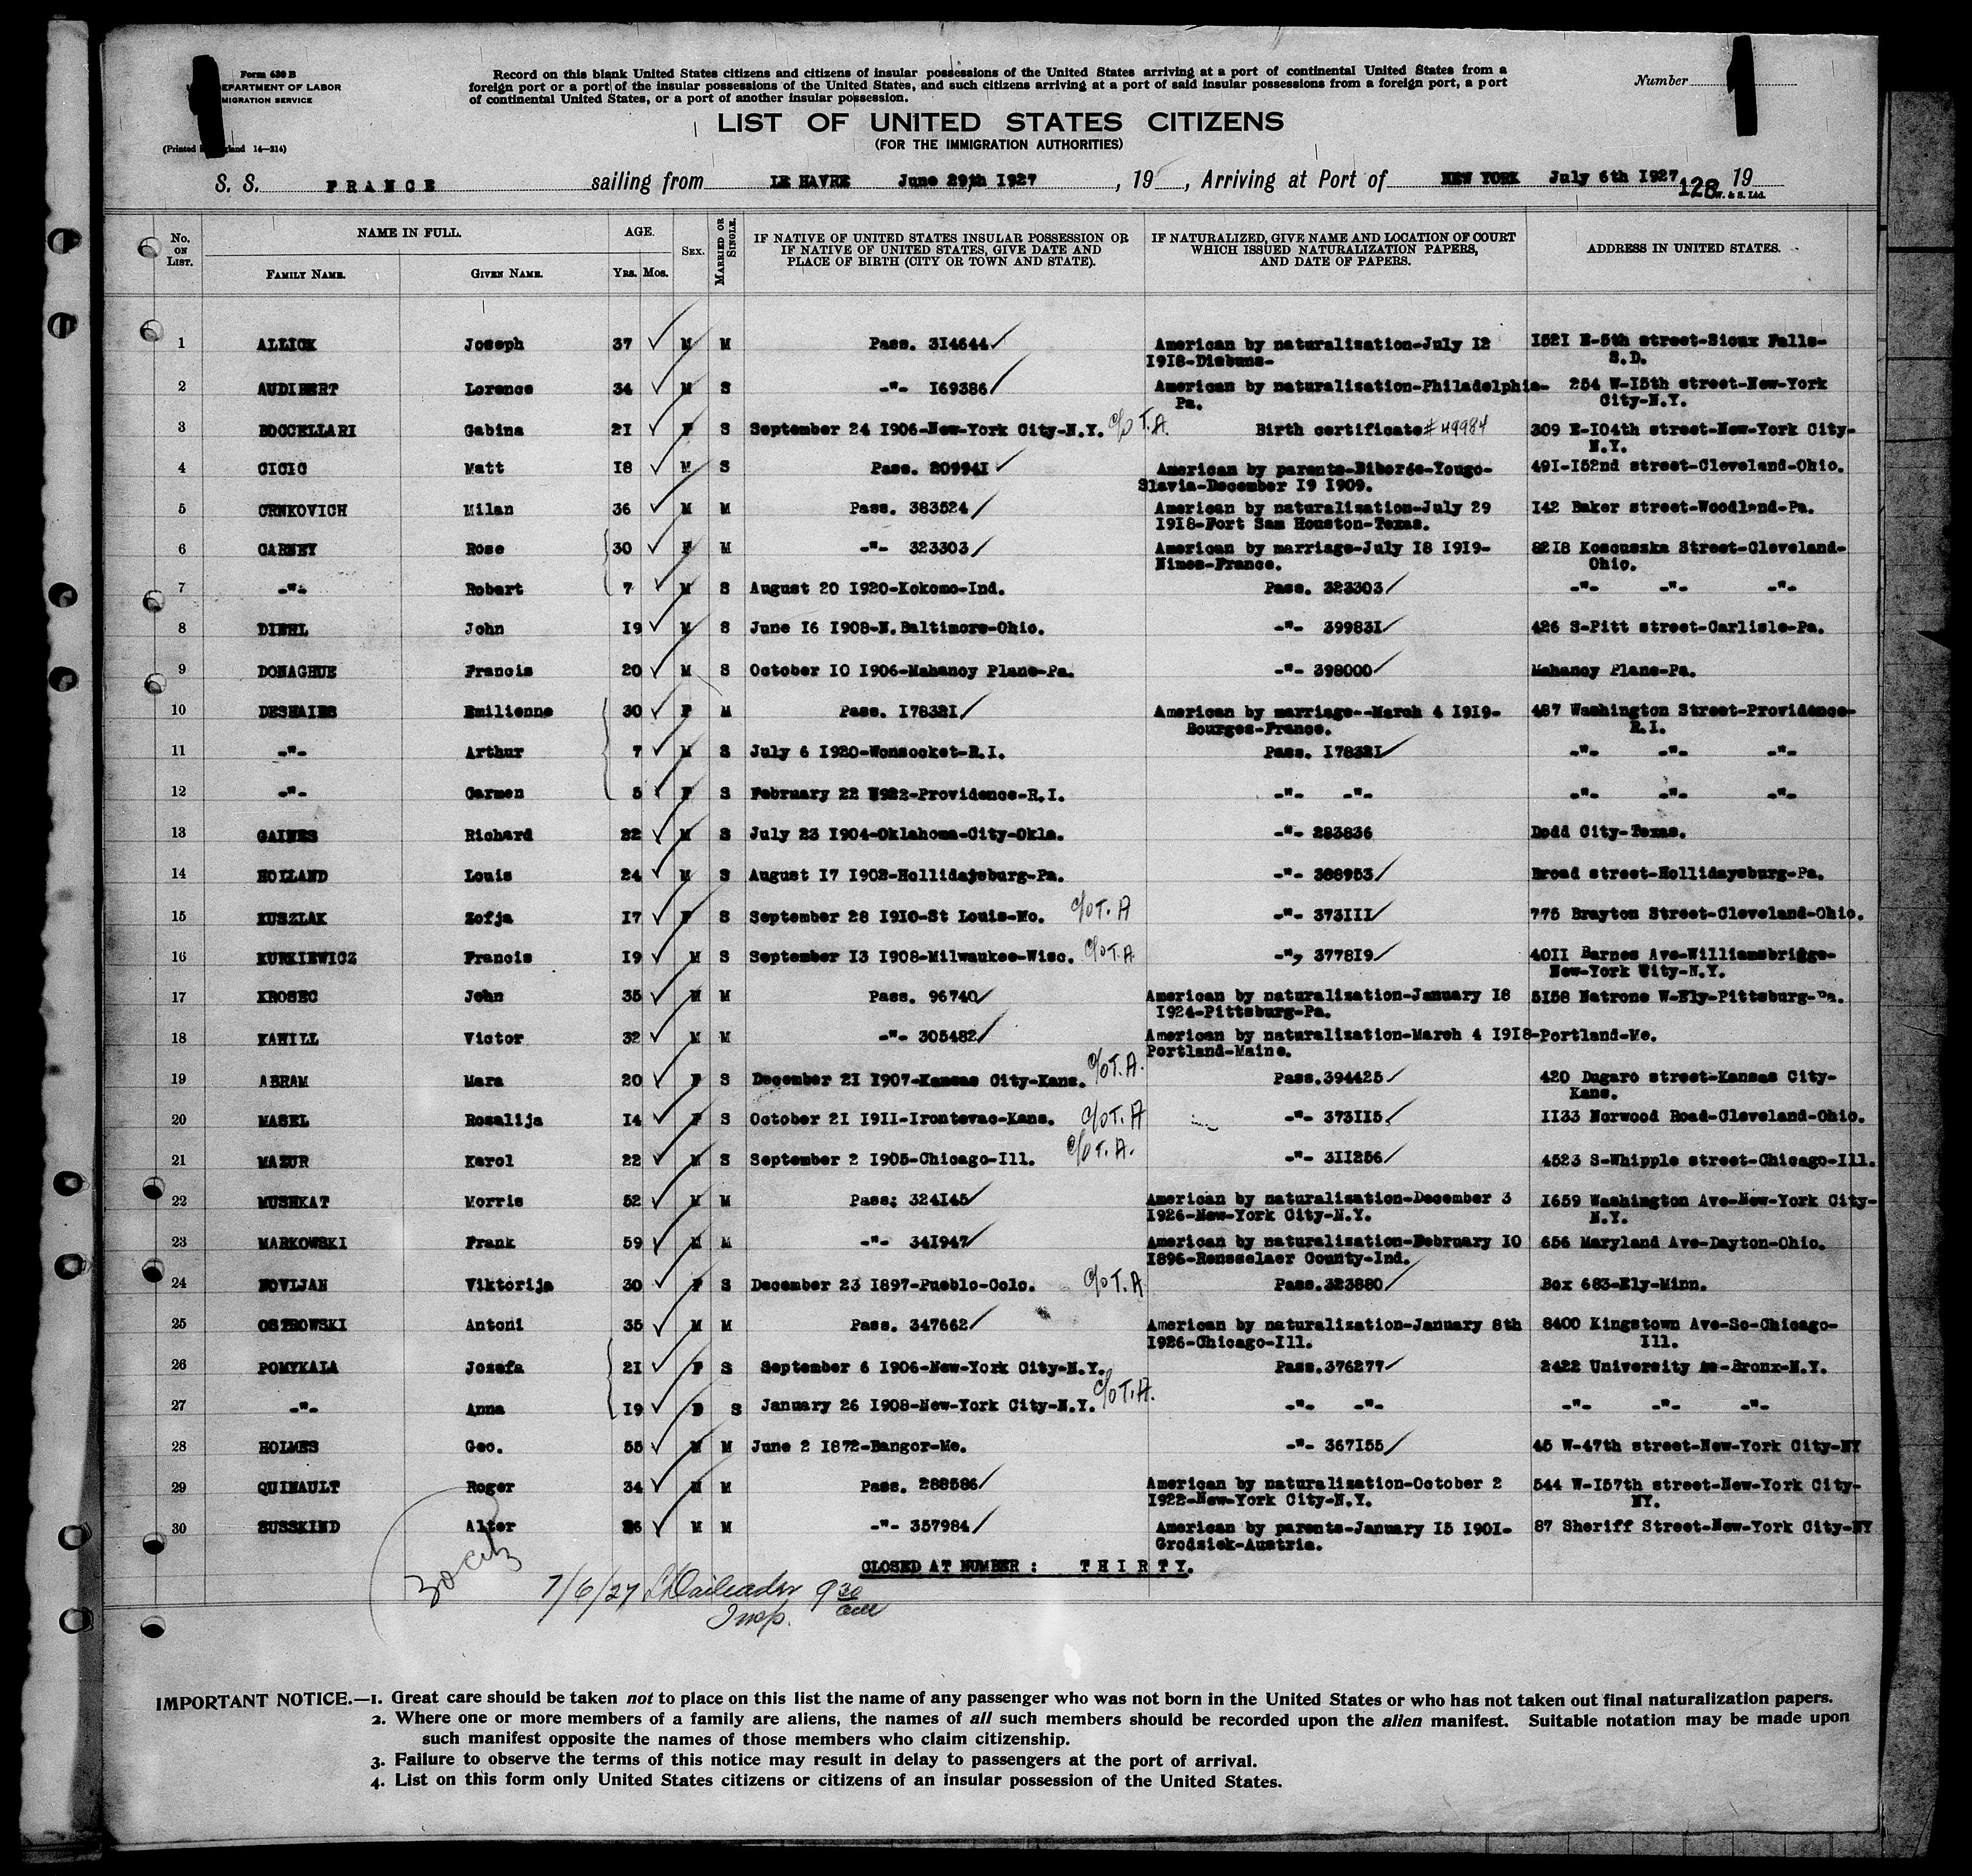 Form 630 B
DEPARTMENT OF LABOR
MIGRATION SERVICE
Record on this blank United States citizens and citizens of insular possessions of the United States arriving at a port of continental United States from a
foreign port or a port of the insular possessions of the United States, and such citizens arriving at a port of said insular possessions from a foreign port, a port
of continental United States, or a port of another insular possession.
Number
1
1
LIST OF UNITED STATES CITIZENS
(FOR THE IMMIGRATION AUTHORITIES)
(Printed 14—214)
S. S. FRANCE sailing from LE HAVRE June 29th 1927, 19 , Arriving at Port of NEW YORK July 6th 1927 19
128 W. & S. Ltd.
No. ON LIST. NAME IN FULL. AGE. SEX. MARRIED OR SINGLE. IF NATIVE OF UNITED STATES INSULAR POSSESSION OR IF NATIVE OF UNITED STATES, GIVE DATE AND PLACE OF BIRTH (CITY OR TOWN AND STATE). IF NATURALIZED, GIVE NAME AND LOCATION OF COURT WHICH ISSUED NATURALIZATION PAPERS, AND DATE OF PAPERS. ADDRESS IN UNITED STATES.
FAMILY NAME. GIVEN NAME. YRS. MOS.
1 ALLICK Joseph 37 M M Pass. 314644 American by naturalization-July 12 1521 E-5th street-Sioux Falls-
1918-Disbuns- S.D.
2 AUDIBERT Lorence 34 M S -"- 169386 American by naturalization-Philadelphia- 254 W-15th street-New-York
Pa. City-N.Y.
3 BOCCELLARI Gabina 21 F S September 24 1906-New-York City-N.Y. c/o T.A. Birth certificate #49984 309 E-104th street-New-York City-
N.Y.
4 CICIC Matt 18 M S Pass. 209941 American by parents-Biborée-Yougo- 491-152nd street-Cleveland-Ohio.
Slavia-December 19 1909.
5 CRNKOVICH Milan 36 M M Pass. 383524 American by naturalization-July 29 142 Baker street-Woodland-Pa.
1918-Fort Sam Houston-Texas.
6 CARNEY Rose 30 F M -"- 323303 American by marriage-July 18 1919- 8218 Koscuszka Street-Cleveland-
Nimes-France. Ohio.
7 -"- Robert 7 M S August 20 1920-Kokomo-Ind. Pass. 323303 -"- -"- -"-
8 DIEHL John 19 M S June 16 1908-N.Baltimore-Ohio. -"- 399831 426 S-Pitt street-Carlisle-Pa.
9 DONAGHUE Francis 20 M S October 10 1906-Mahanoy Plane-Pa. -"- 398000 Mahanoy Plane-Pa.
10 DESHAIES Emilienne 30 F M Pass. 178321 American by marriage--March 4 1919- 487 Washington Street-Providence-
Bourges-France. R.I.
11 -"- Arthur 7 M S July 6 1920-Wonsocket-R.I. Pass. 178321 -"- -"- -"-
12 -"- Carmen 5 F S February 22 1922-Providence-R.I. -"- -"- -"- -"- -"-
13 GAINES Richard 22 M S July 23 1904-Oklahoma-City-Okla. -"- 283836 Dodd City-Texas.
14 HOLLAND Louis 24 M S August 17 1902-Hollidaysburg-Pa. -"- 388953 Broad street-Hollidaysburg-Pa.
15 KUSZLAK Zofja 17 F S September 28 1910-St Louis-Mo. c/o T.A -"- 373111 775 Brayton Street-Cleveland-Ohio.
16 KURKIEWICZ Francis 19 M S September 13 1908-Milwaukee-Wisc. c/o T.A. -"- 377819 4011 Barnes Ave-Williamsbridge-
New-York City-N.Y.
17 KROSEC John 35 M M Pass. 96740 American by naturalization-January 18 5158 Natrone W-Ely-Pittsburg-Pa.
1924-Pittsburg-Pa.
18 KAHILL Victor 32 M M -"- 305482 American by naturalization-March 4 1918- Portland-Me.
Portland-Maine.
19 ABRAM Mara 20 F S December 21 1907-Kansas City-Kans. c/o T.A. Pass.394425 420 Dugaro street-Kansas City-
Kans.
20 MASEL Rosalija 14 F S October 21 1911-Irontevac-Kans. c/o T.A -"- 373115 1133 Norwood Road-Cleveland-Ohio.
21 MAZUR Karol 22 M S September 2 1905-Chicago-Ill. c/o T.A. -"- 311256 4523 S-Whipple street-Chicago-Ill.
22 MUSHKAT Morris 52 M M Pass; 324145 American by naturalization-December 3 1659 Washington Ave-New-York City-
1926-New-York City-N.Y. N.Y.
23 MARKOWSKI Frank 59 M M -"- 341947 American by naturalization-February 10 656 Maryland Ave-Dayton-Ohio.
1896-Rensselaer County-Ind.
24 NOVLJAN Viktorija 30 F S December 23 1897-Pueblo-Colo. c/o T.A Pass.323880 Box 683-Ely-Minn.
25 OSTROWSKI Antoni 35 M M Pass. 347662 American by naturalization-January 8th 8400 Kingstown Ave-So-Chicago-
1926-Chicago-Ill. Ill.
26 POMYKALA Josefa 21 F S September 6 1906-New-York City-N.Y. Pass.376277 2422 University -Bronx-N.Y.
27 -"- Anna 19 S January 26 1908-New-York City-N.Y. c/o T.A. -"- -"- -"- -"- -"-
28 HOLMES Geo. 55 M M June 2 1872-Bangor-Me. -"- 367155 45 W-47th street-New-York City-NY
29 QUINAULT Roger 34 M M Pass. 288586 American by naturalization-October 2 544 W-157th street-New-York City-
1922-New-York City-N.Y. NY.
30 SUSSKIND Alter 26 M M -"- 357984 American by parents-January 15 1901- 87 Sheriff Street-New-York City-NY
Grodziek-Austria.
CLOSED AT NUMBER : THIRTY.
30 citz
7/6/27 9 30 am
Insp.
IMPORTANT NOTICE.—1. Great care should be taken not to place on this list the name of any passenger who was not born in the United States or who has not taken out final naturalization papers.
2. Where one or more members of a family are aliens, the names of all such members should be recorded upon the alien manifest. Suitable notation may be made upon
such manifest opposite the names of those members who claim citizenship.
3. Failure to observe the terms of this notice may result in delay to passengers at the port of arrival.
4. List on this form only United States citizens or citizens of an insular possession of the United States.